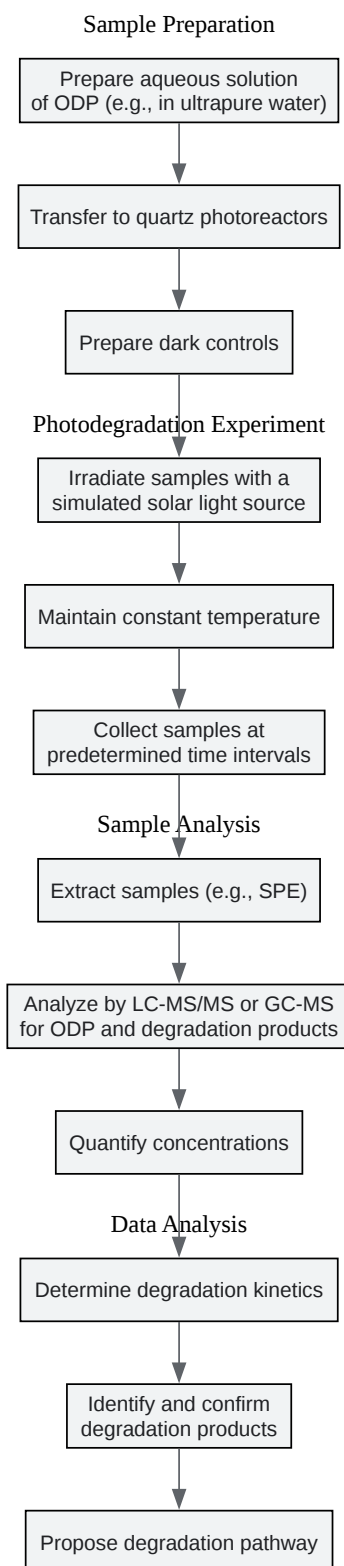 Sample Preparation
Prepare aqueous solution
of ODP (e.g., in ultrapure water)
Transfer to quartz photoreactors
Prepare dark controls
Photodegradation Experiment
Irradiate samples with a
simulated solar light source
Maintain constant temperature
Collect samples at
predetermined time intervals
Sample Analysis
Extract samples (e.g., SPE)
Analyze by LC-MS/MS or GC-MS
for ODP and degradation products
Quantify concentrations
Data Analysis
Determine degradation kinetics
Identify and confirm
degradation products
Propose degradation pathway